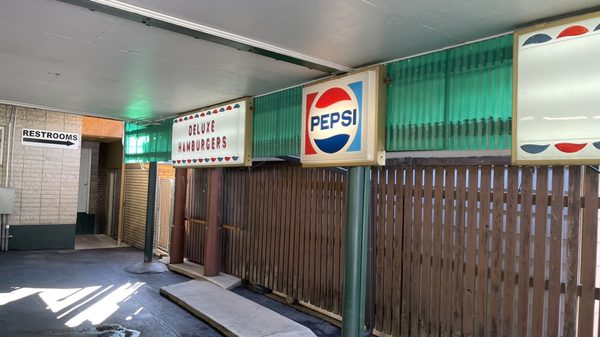 RESTROOMS
DELUXE
HAMBURGERS
PEPSI